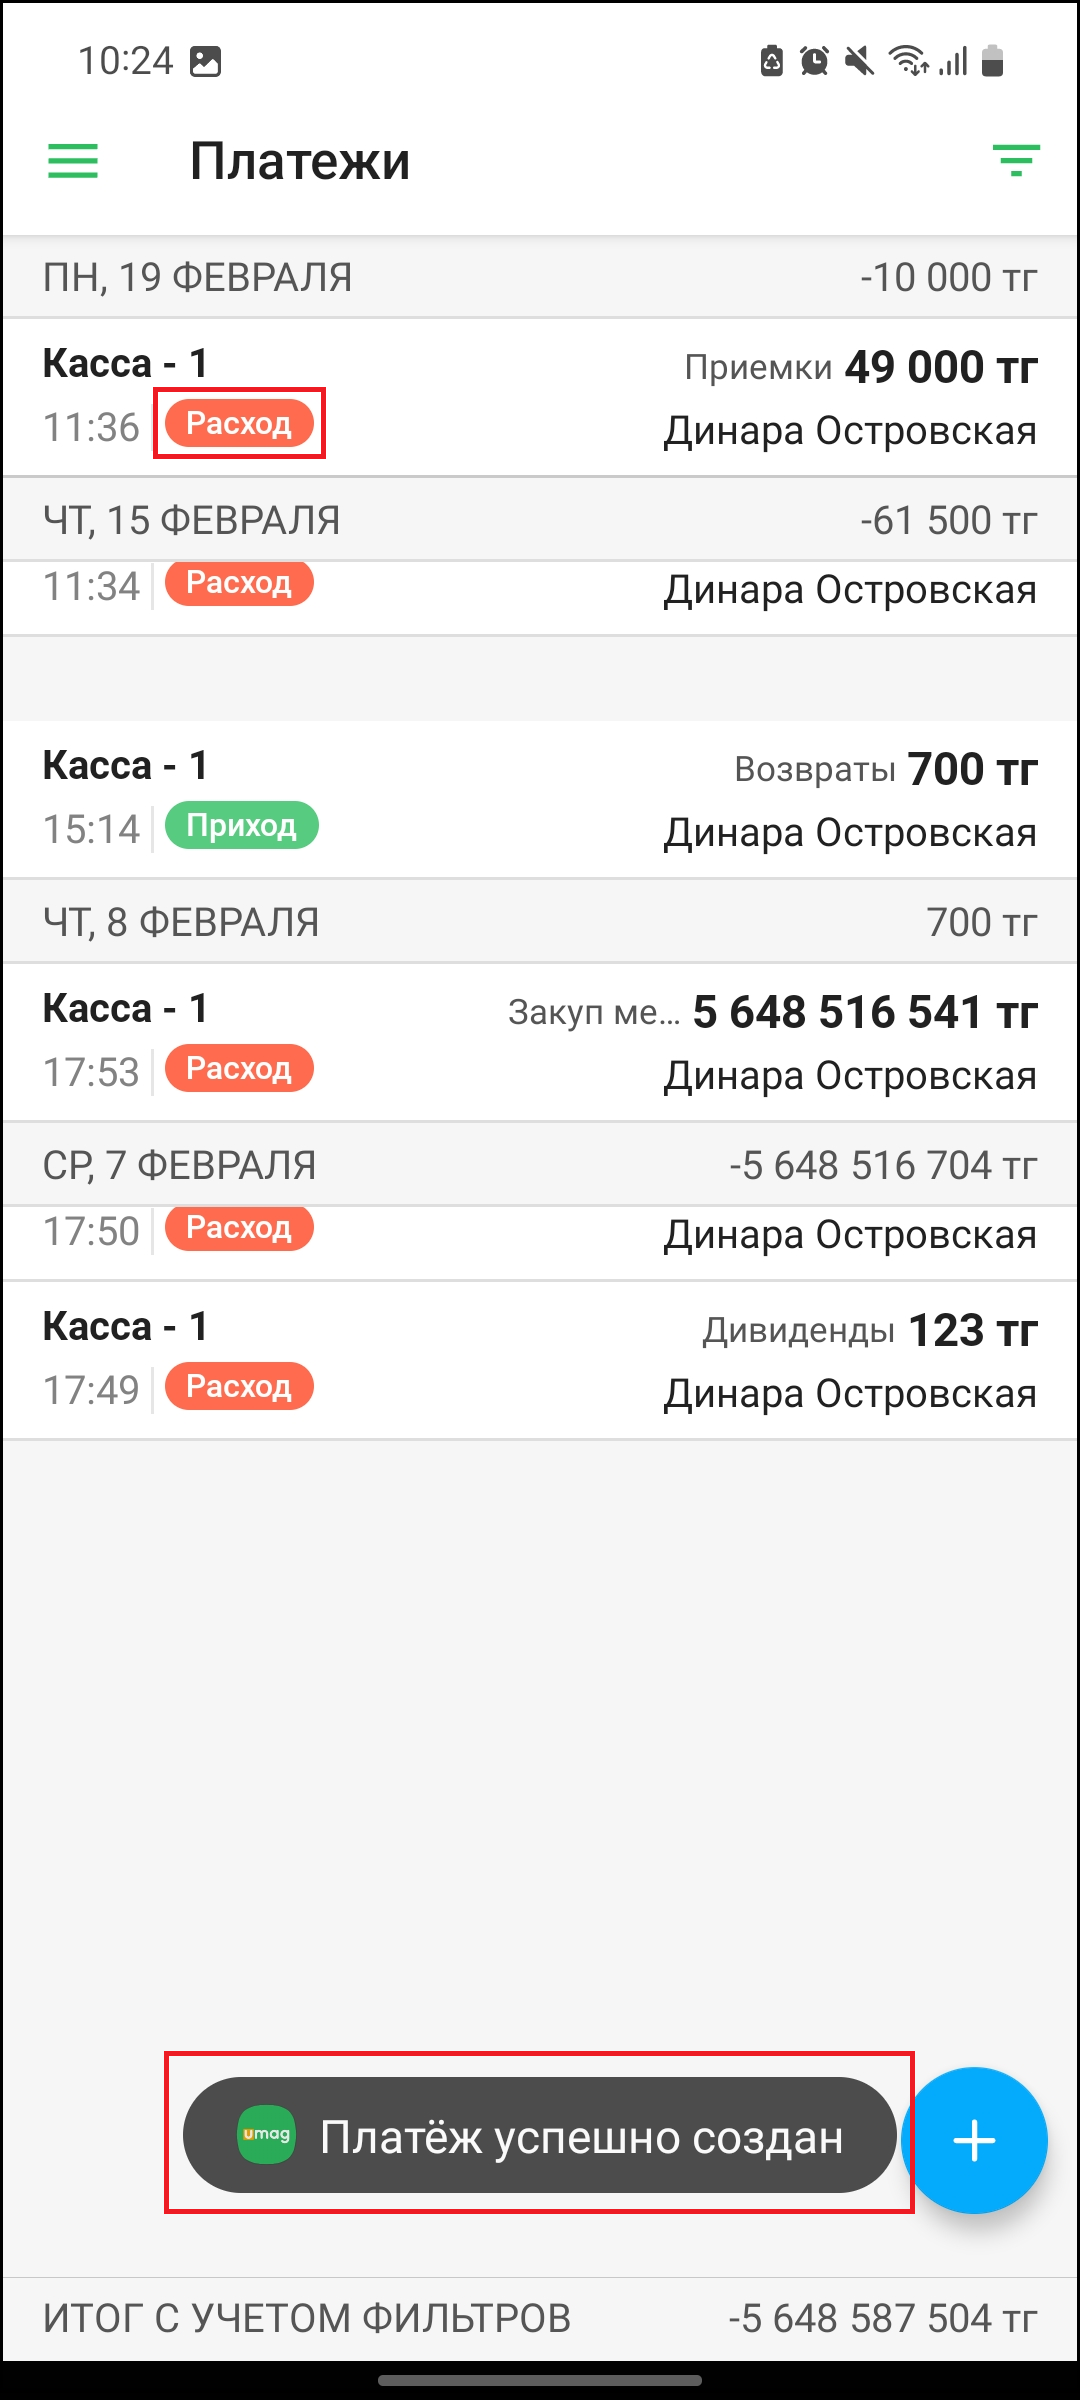 10:24
Платежи
ПН, 19 ФЕВРАЛЯ -10 000 тг
Касса - 1 Приемки 49 000 тг
11:36 Расход Динара Островская
ЧТ, 15 ФЕВРАЛЯ -61 500 тг
11:34 Расход Динара Островская
Касса - 1 Возвраты 700 тг
15:14 Приход Динара Островская
ЧТ, 8 ФЕВРАЛЯ 700 тг
Касса - 1 Закуп ме... 5 648 516 541 тг
17:53 Расход Динара Островская
СР, 7 ФЕВРАЛЯ -5 648 516 704 тг
17:50 Расход Динара Островская
Касса - 1 Дивиденды 123 тг
17:49 Расход Динара Островская
umag Платёж успешно создан
ИТОГ С УЧЕТОМ ФИЛЬТРОВ -5 648 587 504 тг